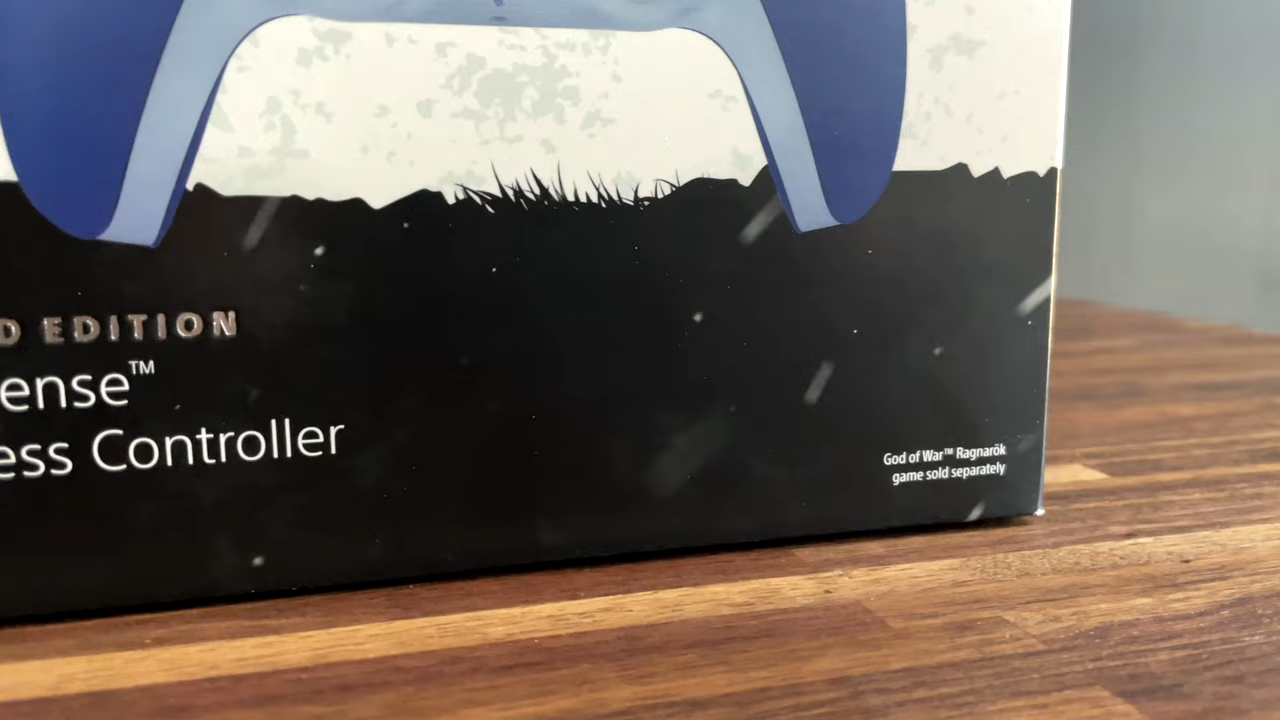 D EDITION
ense™
ess Controller
God of War™ Ragnarök
game sold separately